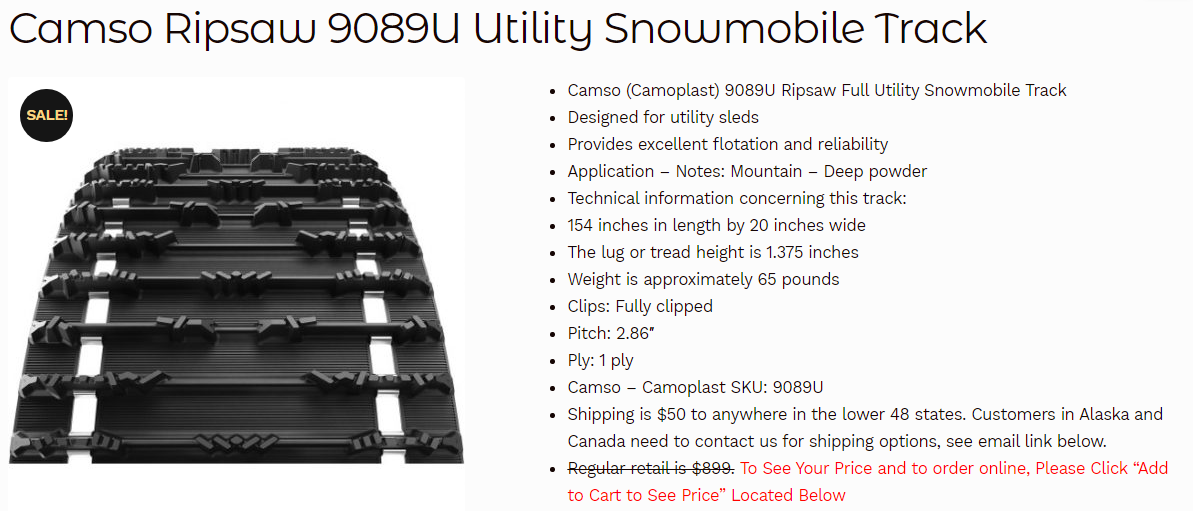 Camso Ripsaw 9089U Utility Snowmobile Track
SALE!
Camso (Camoplast) 9089U Ripsaw Full Utility Snowmobile Track
Designed for utility sleds
Provides excellent flotation and reliability
Application – Notes: Mountain – Deep powder
Technical information concerning this track:
154 inches in length by 20 inches wide
The lug or tread height is 1.375 inches
Weight is approximately 65 pounds
Clips: Fully clipped
Pitch: 2.86″
Ply: 1 ply
Camso – Camoplast SKU: 9089U
Shipping is $50 to anywhere in the lower 48 states. Customers in Alaska and
Canada need to contact us for shipping options, see email link below.
Regular retail is $899. To See Your Price and to order online, Please Click “Add
to Cart to See Price” Located Below